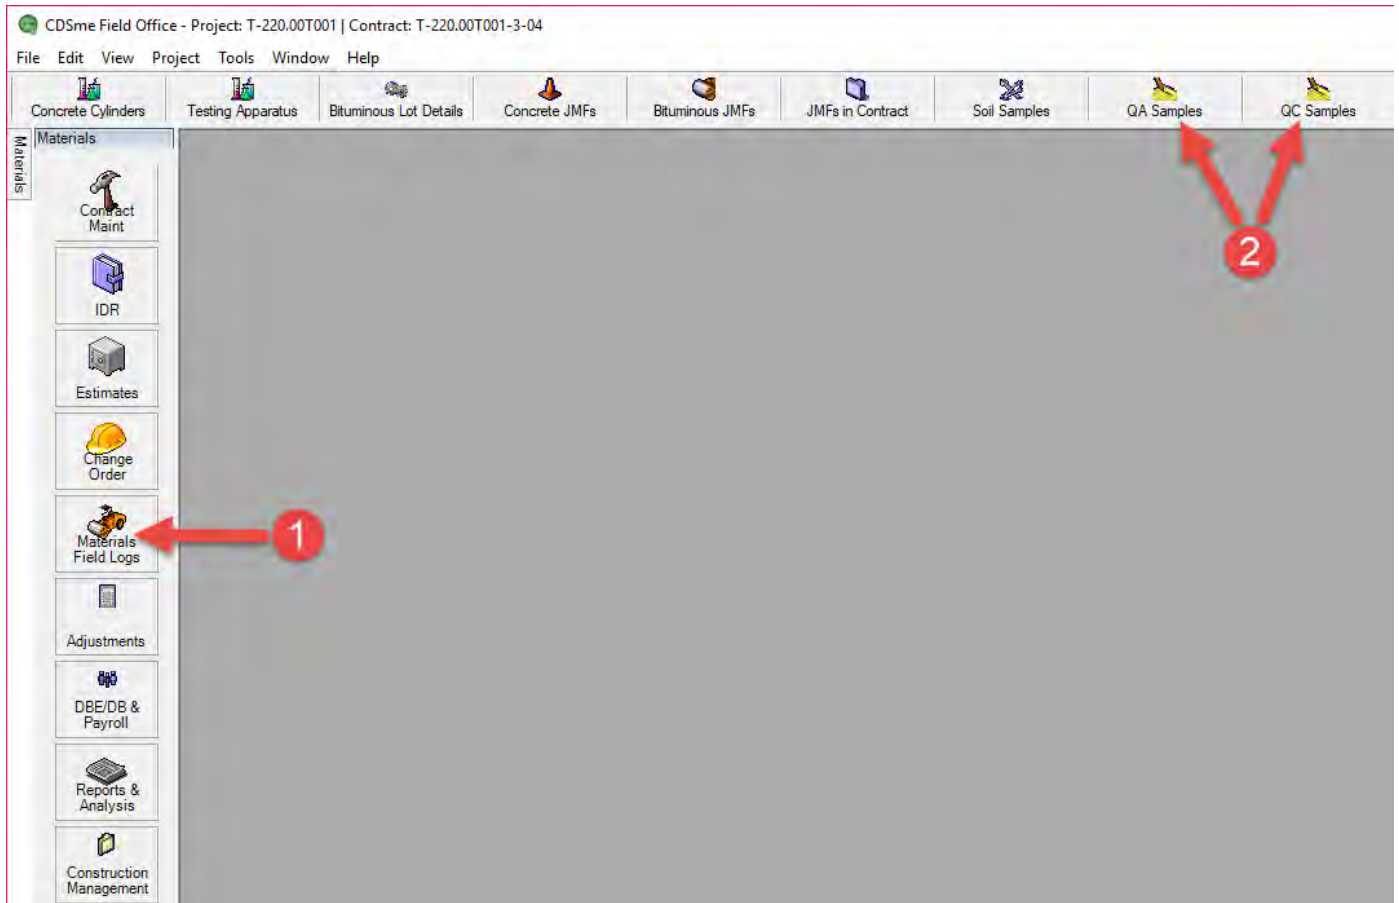 CDSme Field Office - Project: T-220.00T001 | Contract: T-220.00T001-3-04
File Edit View Project Tools Window Help
Concrete Cylinders Testing Apparatus Bituminous Lot Details Concrete JMFs Bituminous JMFs JMFs in Contract Soil Samples QA Samples QC Samples
Materials
Materials
Contract
Maint
2
IDR
Estimates
Change
Order
1
Materials
Field Logs
Adjustments
DBE/DB &
Payroll
Reports &
Analysis
Construction
Management